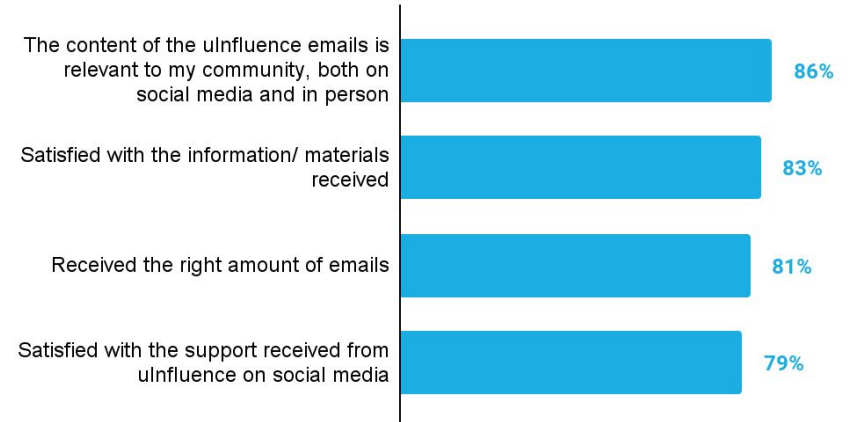 The content of the uInfluence emails is
relevant to my community, both on
social media and in person
86%
Satisfied with the information/ materials
received
83%
Received the right amount of emails
81%
Satisfied with the support received from
uInfluence on social media
79%